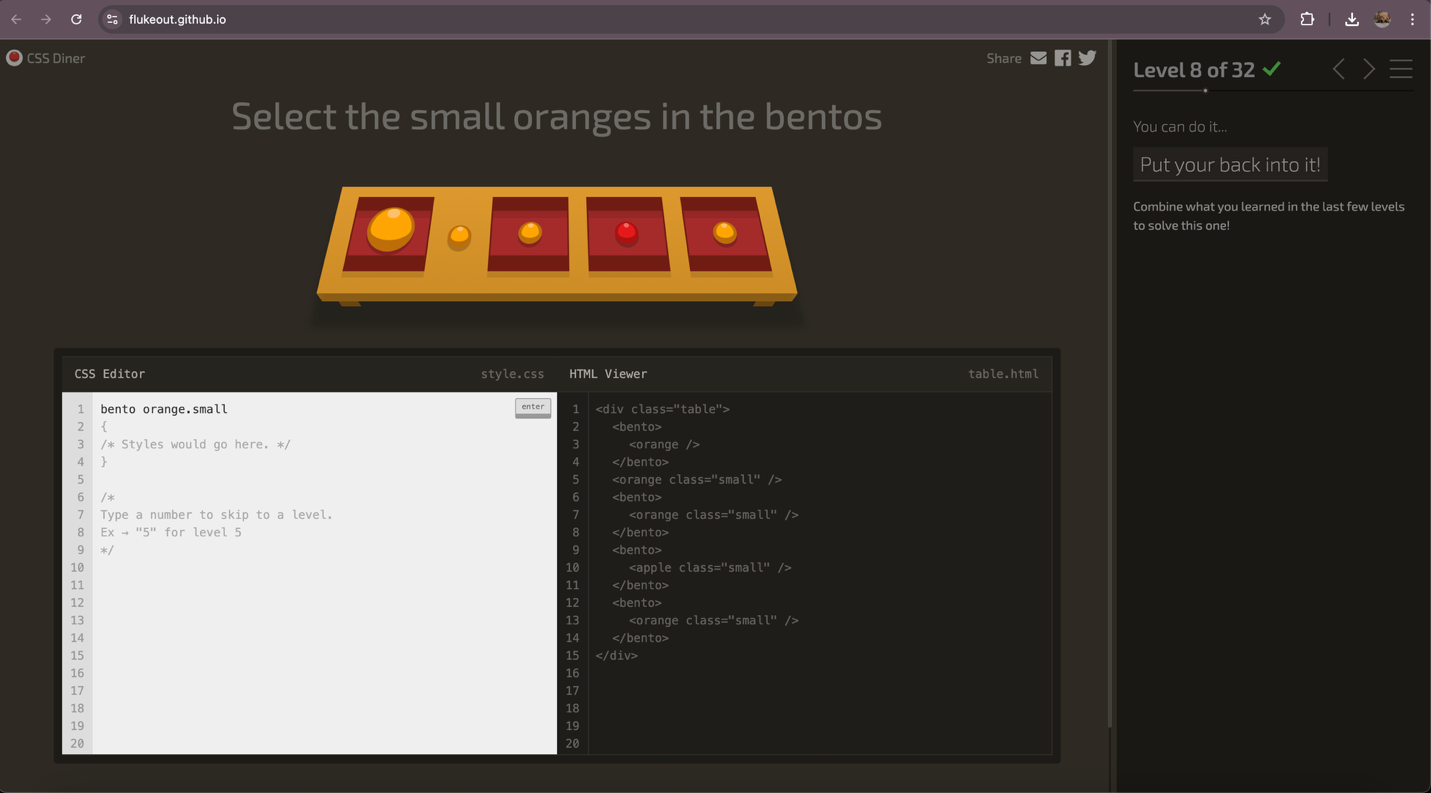 flukeout.github.io
CSS Diner
Share
Select the small oranges in the bentos
Level 8 of 32
You can do it...
Put your back into it!
Combine what you learned in the last few levels
to solve this one!
CSS Editor
style.css
1 bento orange.small
enter
2 {
3 /* Styles would go here. */
4 }
5
6 /*
7 Type a number to skip to a level.
8 Ex → "5" for level 5
9 */
10
11
12
13
14
15
16
17
18
19
20
HTML Viewer
table.html
1 <div class="table">
2 <bento>
3 <orange />
4 </bento>
5 <orange class="small" />
6 <bento>
7 <orange class="small" />
8 </bento>
9 <bento>
10 <apple class="small" />
11 </bento>
12 <bento>
13 <orange class="small" />
14 </bento>
15 </div>
16
17
18
19
20